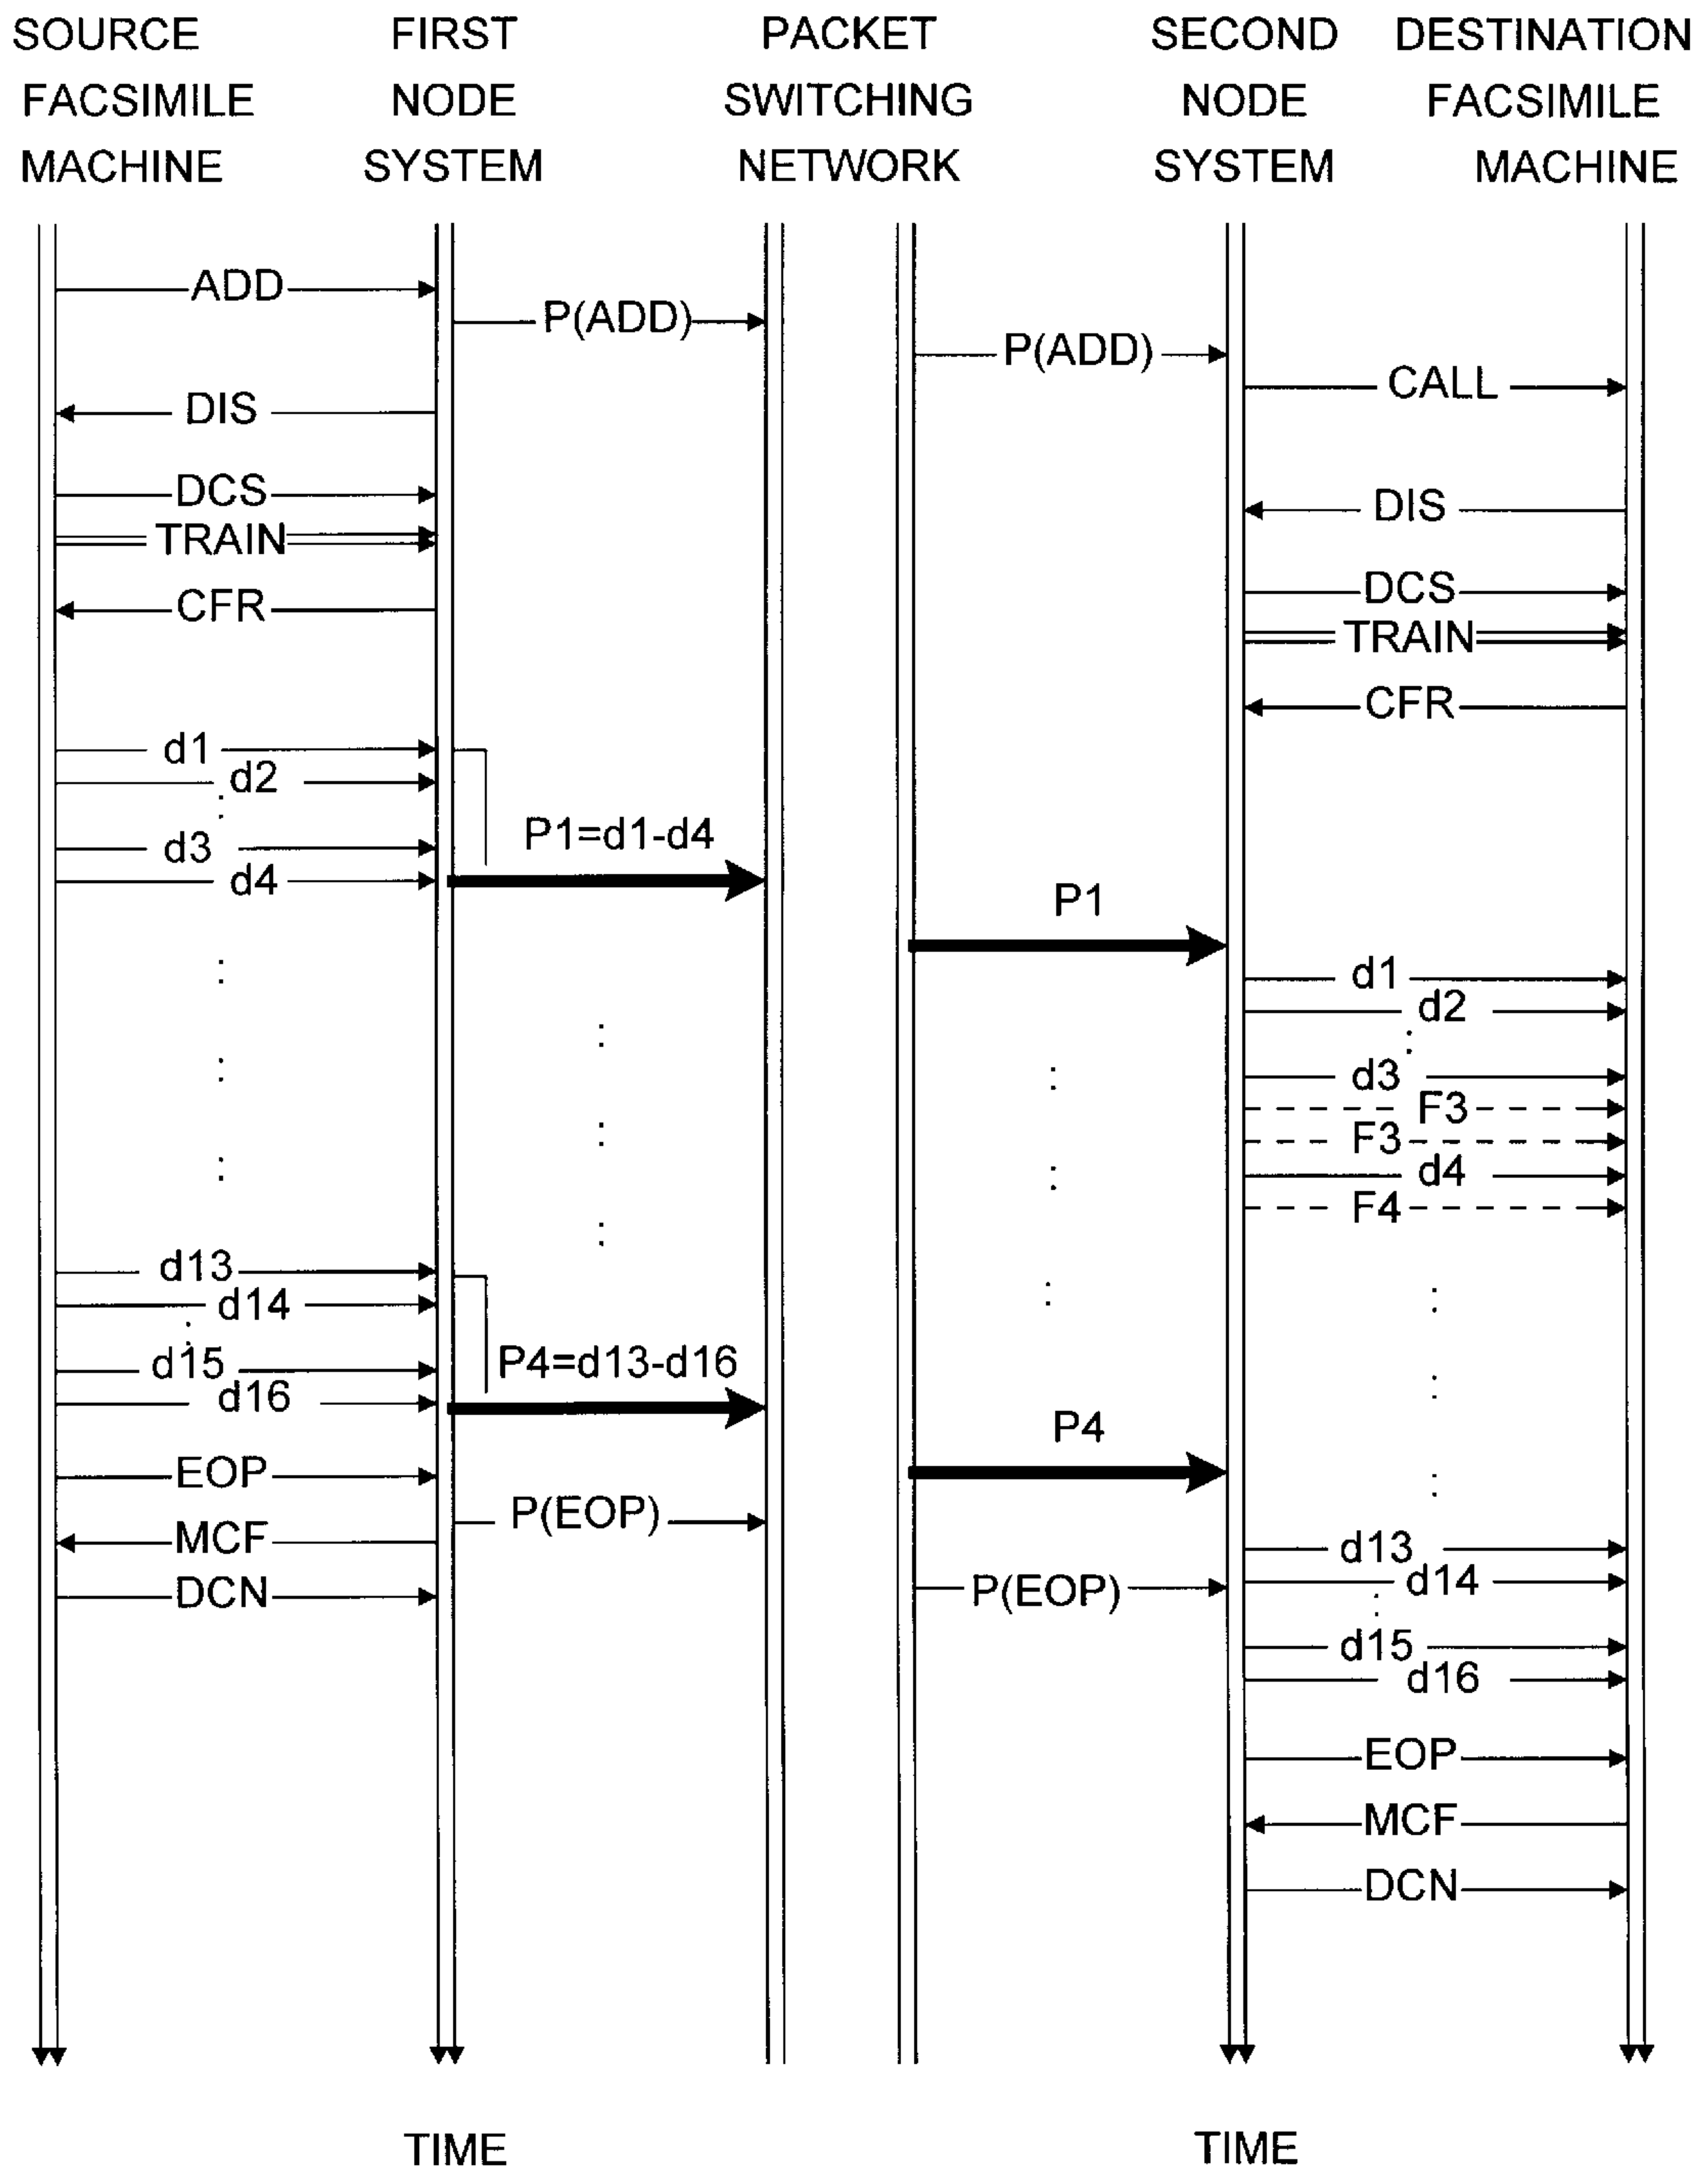 SOURCE FACSIMILE MACHINE
FIRST NODE SYSTEM
PACKET SWITCHING NETWORK
SECOND NODE SYSTEM
DESTINATION FACSIMILE MACHINE
ADD
P(ADD)
P(ADD)
CALL
DIS
DCS
DIS
TRAIN
DCS
CFR
TRAIN
CFR
d1
d2
P1=d1-d4
d3
d4
P1
d1
d2
d3
F3
F3
d4
F4
d13
d14
d15
P4=d13-d16
d16
P4
EOP
P(EOP)
MCF
d13
d14
DCN
P(EOP)
d15
d16
EOP
MCF
DCN
TIME
TIME